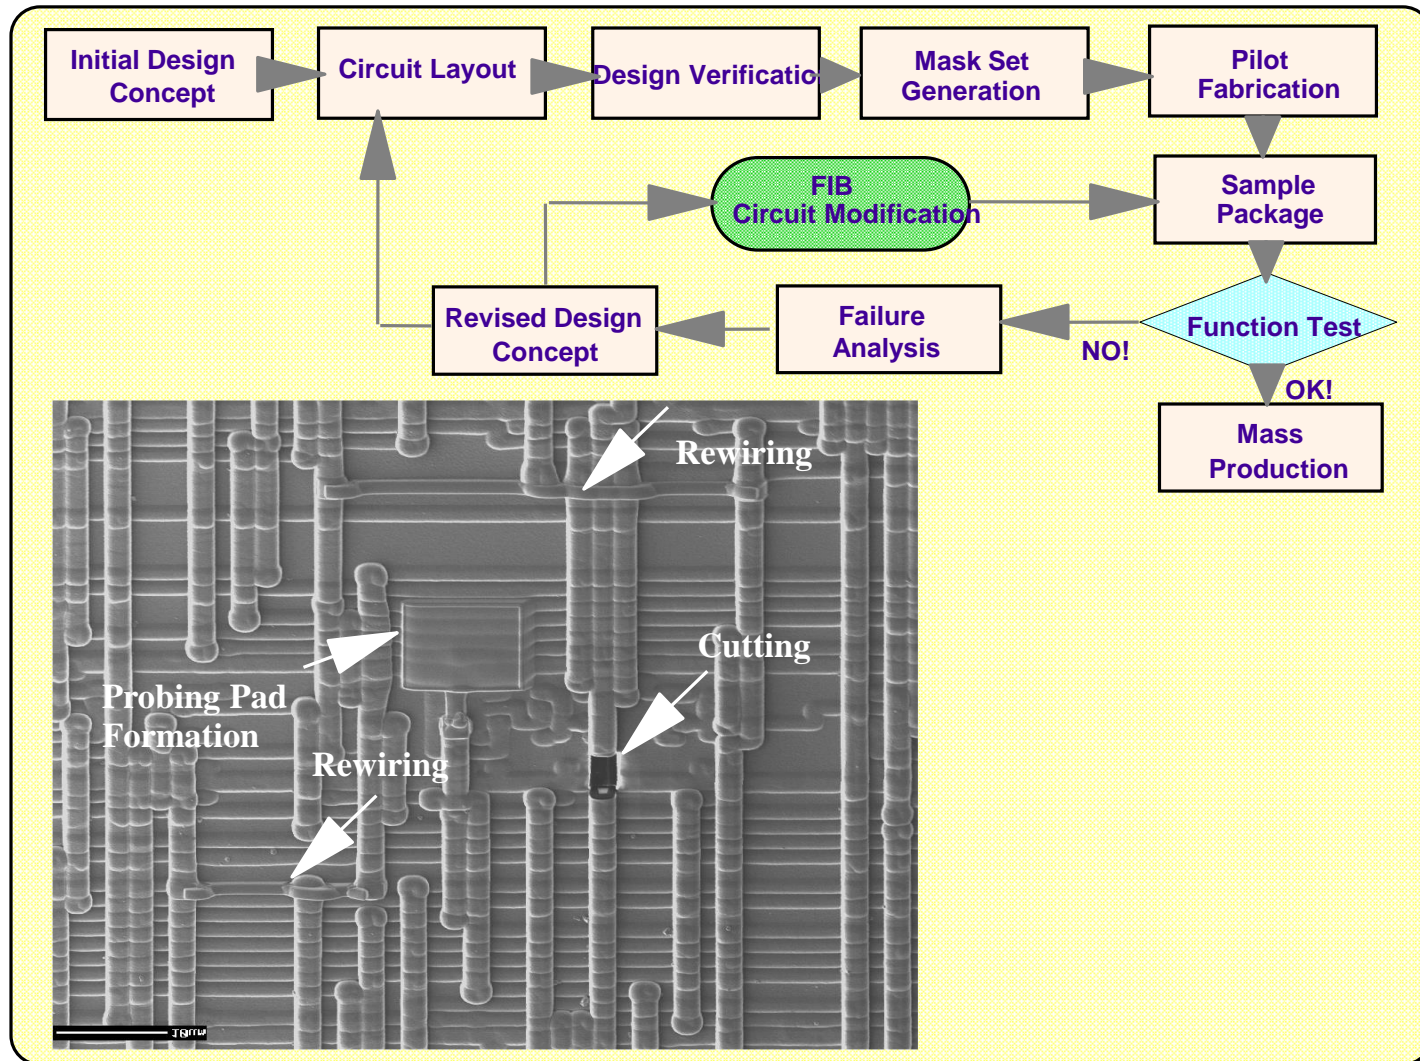 Initial Design
Concept
Circuit Layout
Design Verificatio
Mask Set
Generation
Pilot
Fabrication
FIB
Circuit Modification
Sample
Package
Revised Design
Concept
Failure
Analysis
NO!
Function Test
OK!
Mass
Production
Rewiring
Cutting
Probing Pad
Formation
Rewiring
10um